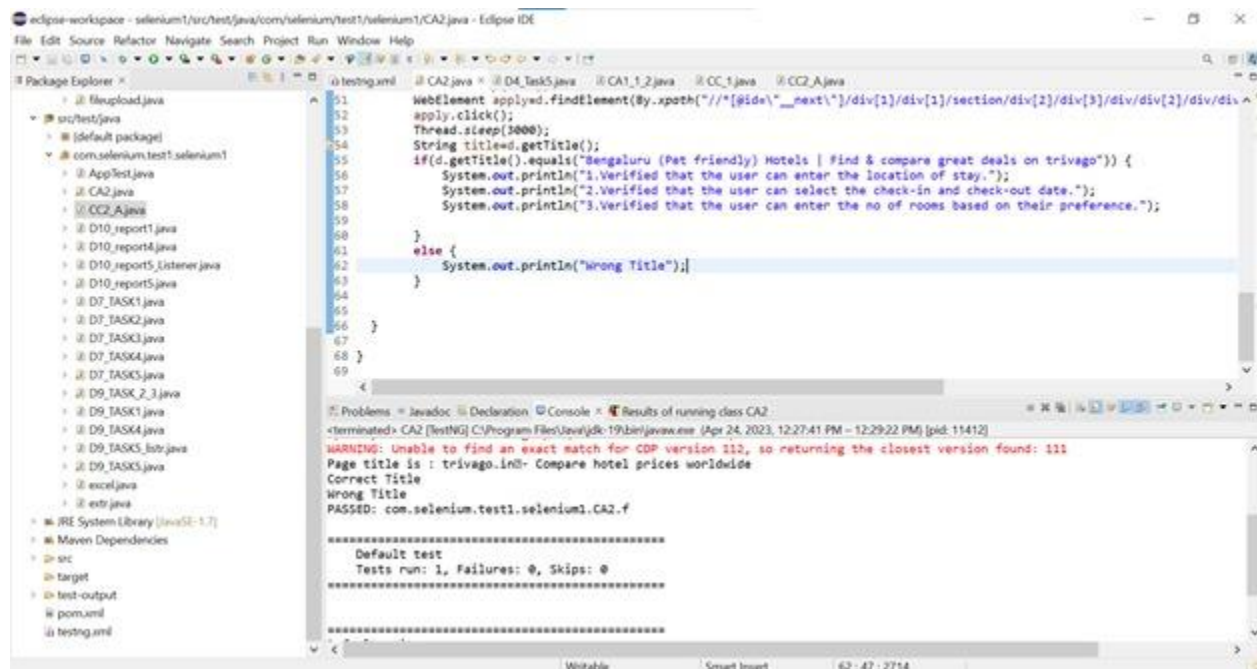 eclipse-workspace - selenium1/src/test/java/com/selenium/test1/selenium1/CA2.java - Eclipse IDE
File Edit Source Refactor Navigate Search Project Run Window Help
Package Explorer
fileupload.java
src/test/java
(default package)
com.selenium.test1.selenium1
AppTest.java
CA2.java
CC2_A.java
D10_report1.java
D10_report4.java
D10_report5_Listener.java
D10_report5.java
D7_TASK1.java
D7_TASK2.java
D7_TASK3.java
D7_TASK4.java
D7_TASK5.java
D9_TASK_2_3.java
D9_TASK1.java
D9_TASK4.java
D9_TASK5_listr.java
D9_TASK5.java
excel.java
extr.java
JRE System Library [JavaSE-1.7]
Maven Dependencies
src
target
test-output
pom.xml
testng.xml
testng.xml CA2.java D4_Task5.java CA1_1_2.java CC_1.java CC2_A.java
51 WebElement apply=d.findElement(By.xpath("//*[@id=\"__next\"]/div[1]/div[1]/section/div[2]/div[3]/div/div[2]/div/div
52 apply.click();
53 Thread.sleep(3000);
54 String title=d.getTitle();
55 if(d.getTitle().equals("Bengaluru (Pet friendly) Hotels | Find & compare great deals on trivago")) {
56 System.out.println("1.Verified that the user can enter the location of stay.");
57 System.out.println("2.Verified that the user can select the check-in and check-out date.");
58 System.out.println("3.Verified that the user can enter the no of rooms based on their preference.");
59
60 }
61 else {
62 System.out.println("Wrong Title");
63 }
64
65
66 }
67
68 }
69
Problems Javadoc Declaration Console Results of running class CA2
<terminated> CA2 [TestNG] C:\Program Files\Java\jdk-19\bin\javaw.exe (Apr 24, 2023, 12:27:41 PM – 12:29:22 PM) [pid: 11412]
WARNING: Unable to find an exact match for CDP version 112, so returning the closest version found: 111
Page title is : trivago.in - Compare hotel prices worldwide
Correct Title
Wrong Title
PASSED: com.selenium.test1.selenium1.CA2.f
===============================================
Default test
Tests run: 1, Failures: 0, Skips: 0
===============================================
===============================================
Writable Smart Insert 62 : 47 : 2714